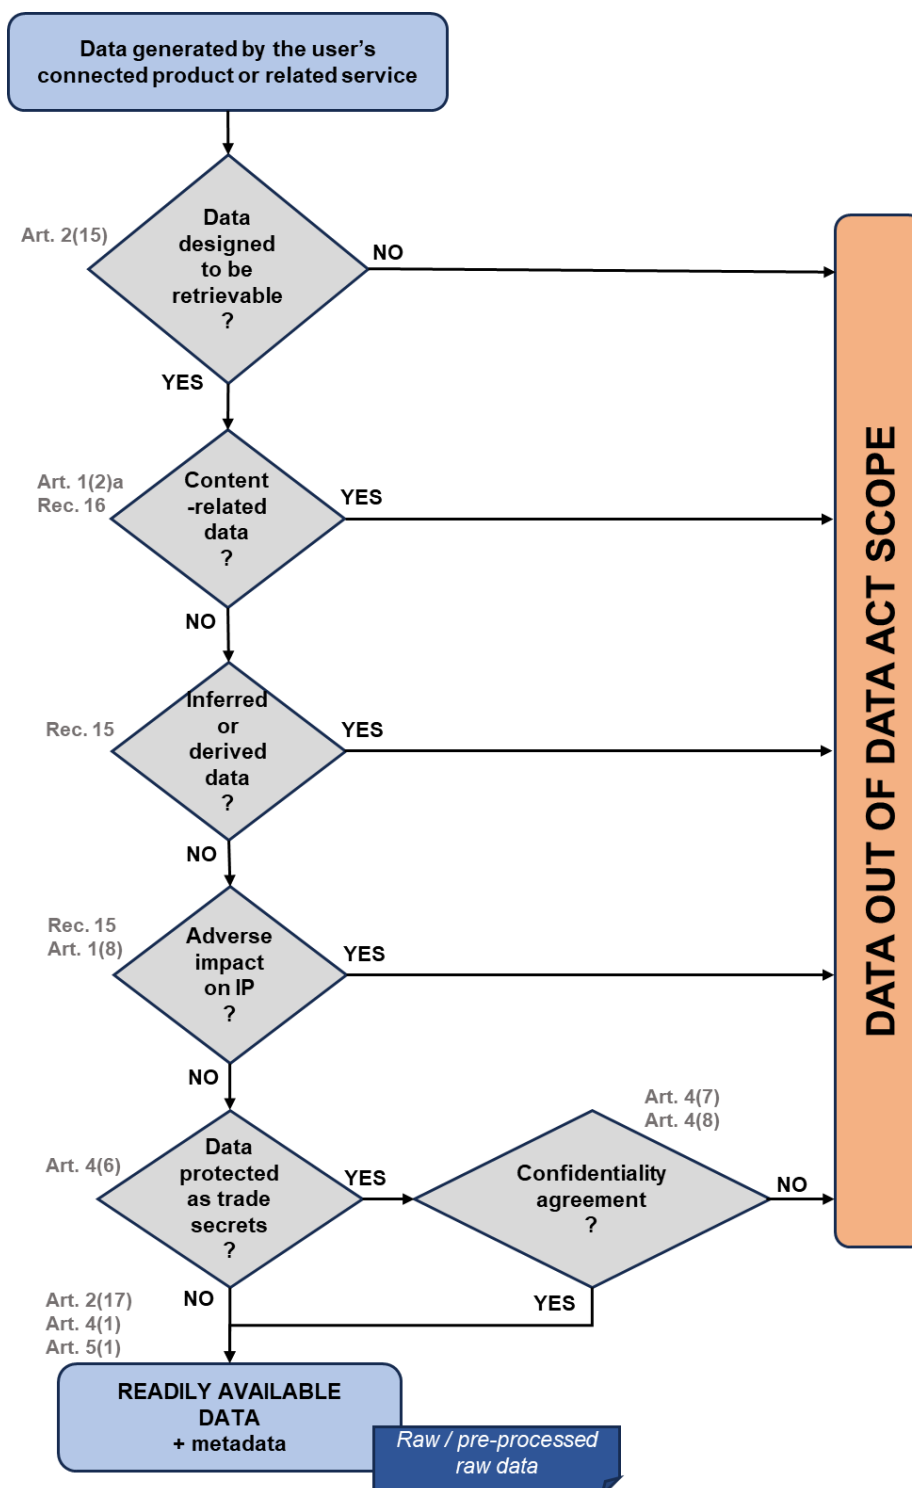 Data generated by the user's
connected product or related service
Art. 2(15)
Data
designed
to be
retrievable
?
NO
YES
Art. 1(2)a
Rec. 16
Content
-related
data
?
YES
NO
Rec. 15
Inferred
or
derived
data
?
YES
NO
Rec. 15
Art. 1(8)
Adverse
impact
on IP
?
YES
NO
Art. 4(6)
Data
protected
as trade
secrets
?
YES
Art. 4(7)
Art. 4(8)
Confidentiality
agreement
?
NO
YES
NO
Art. 2(17)
Art. 4(1)
Art. 5(1)
READILY AVAILABLE
DATA
+ metadata
Raw / pre-processed
raw data
DATA OUT OF DATA ACT SCOPE